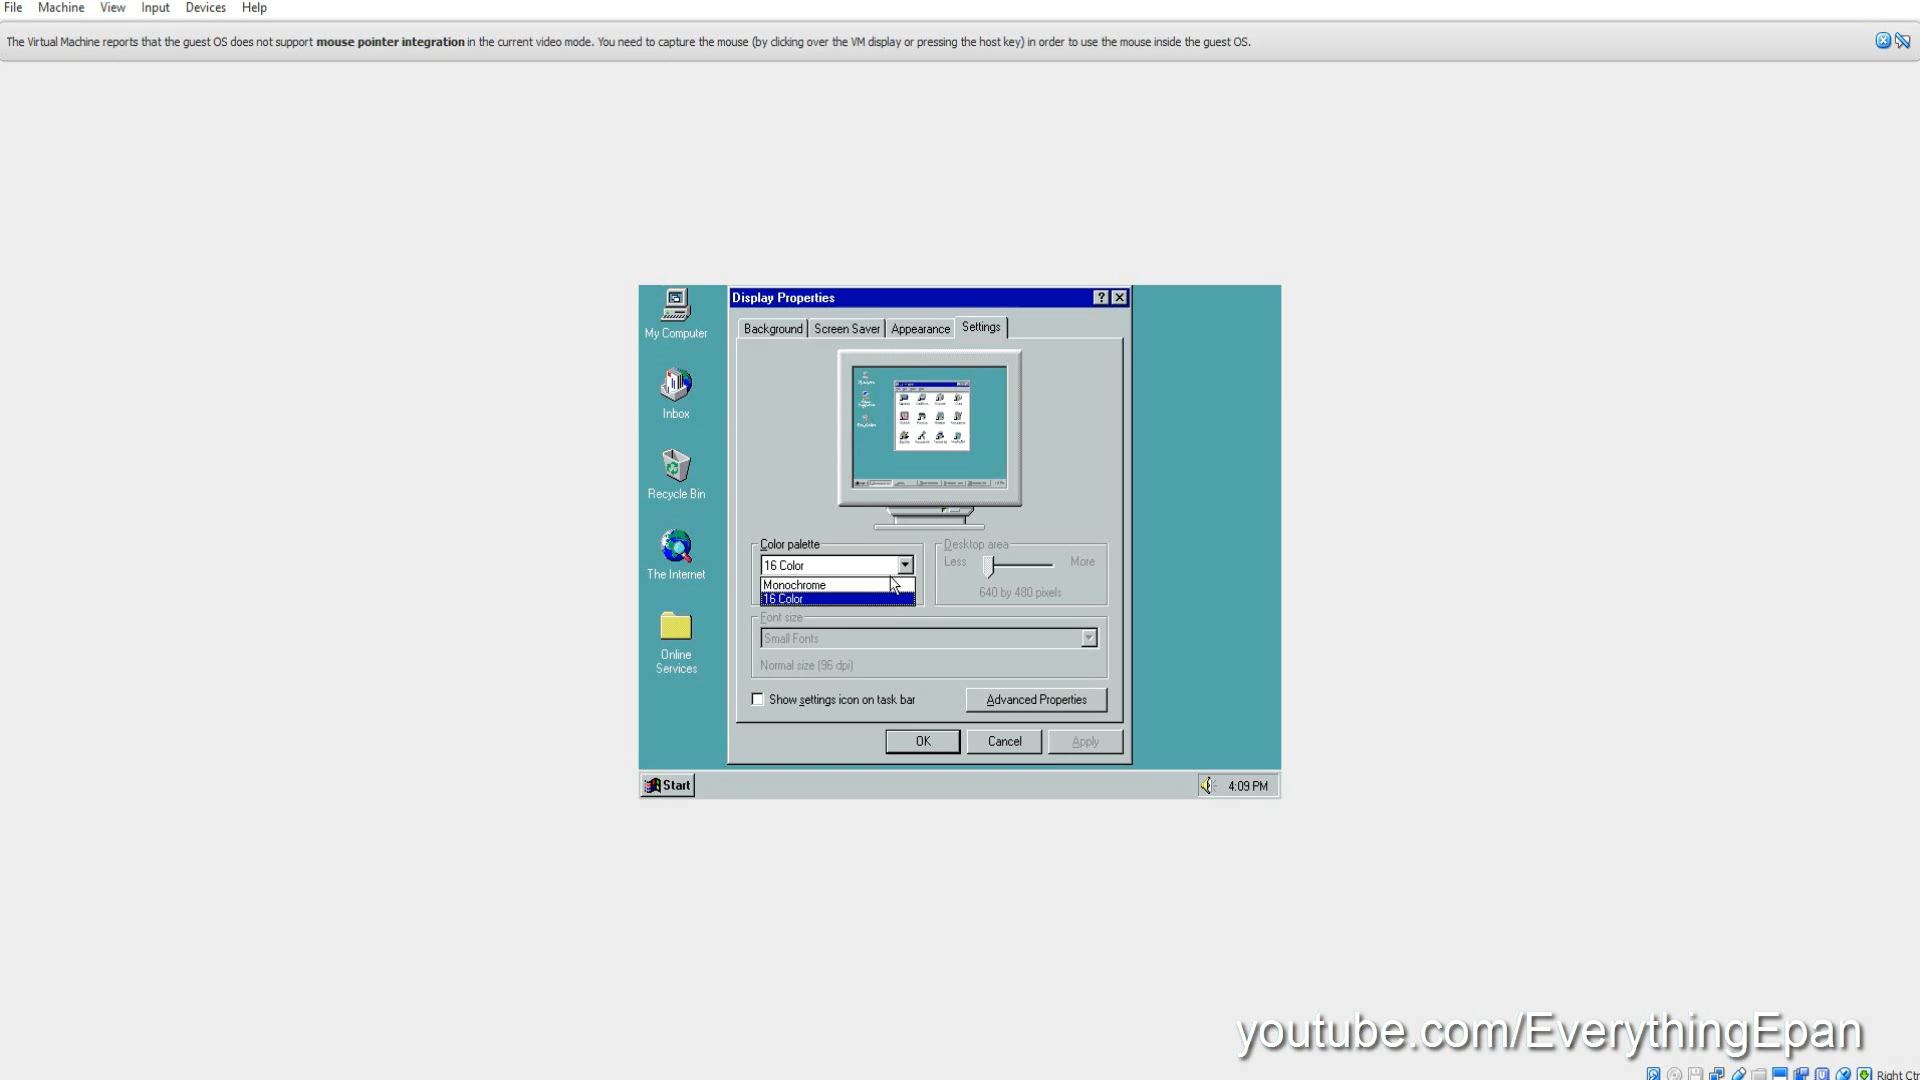 File Machine View Input Devices Help
The Virtual Machine reports that the guest OS does not support mouse pointer integration in the current video mode. You need to capture the mouse (by clicking over the VM display or pressing the host key) in order to use the mouse inside the guest OS.
Display Properties
Background Screen Saver Appearance Settings
My Computer
Inbox
Recycle Bin
The Internet
Online
Services
Color palette
16 Color
Monochrome
16 Color
Desktop area
Less More
640 by 480 pixels
Font size
Small Fonts
Normal size (96 dpi)
Show settings icon on task bar
Advanced Properties
OK Cancel Apply
Start 4:09 PM
youtube.com/EverythingEpan
Right Ctr